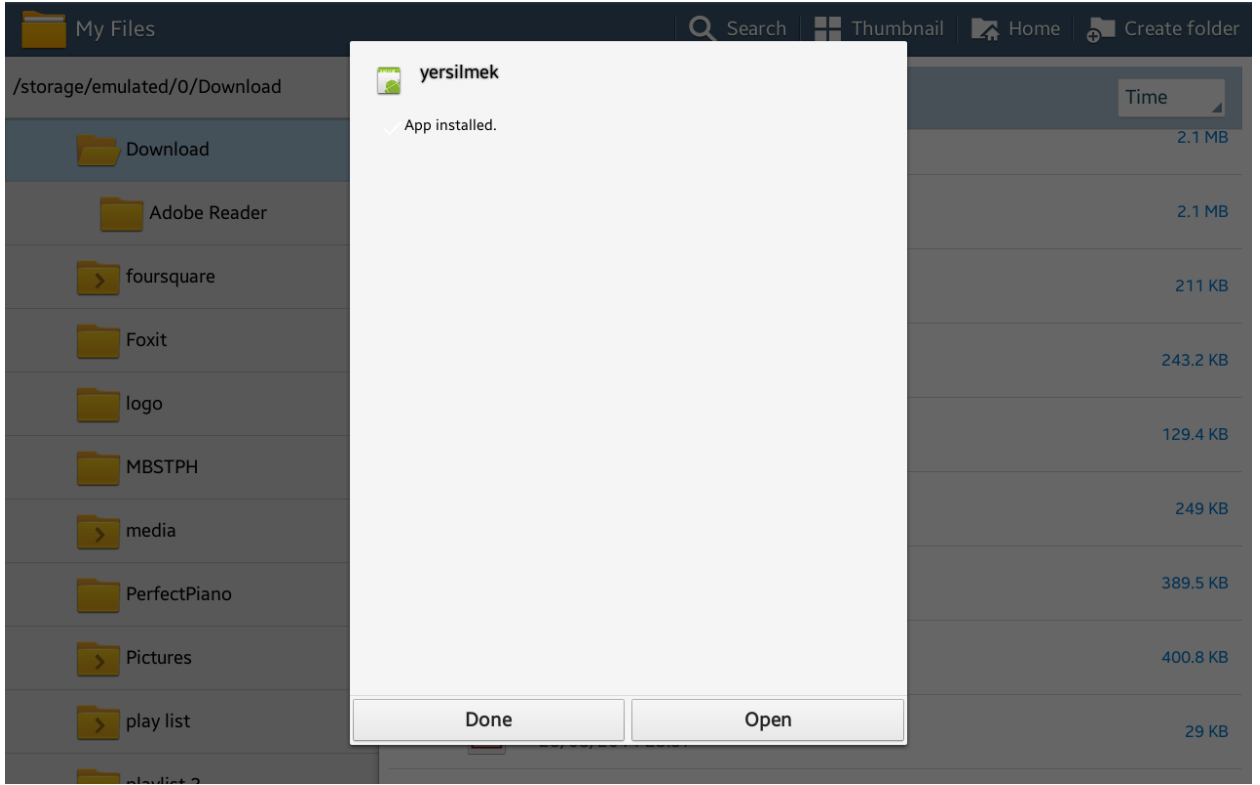 My Files
Search
Thumbnail
Home
Create folder
/storage/emulated/0/Download
Time
Download
Adobe Reader
foursquare
Foxit
logo
MBSTPH
media
PerfectPiano
Pictures
play list
yersilmek
App installed.
Done
Open
2.1 MB
2.1 MB
211 KB
243.2 KB
129.4 KB
249 KB
389.5 KB
400.8 KB
29 KB